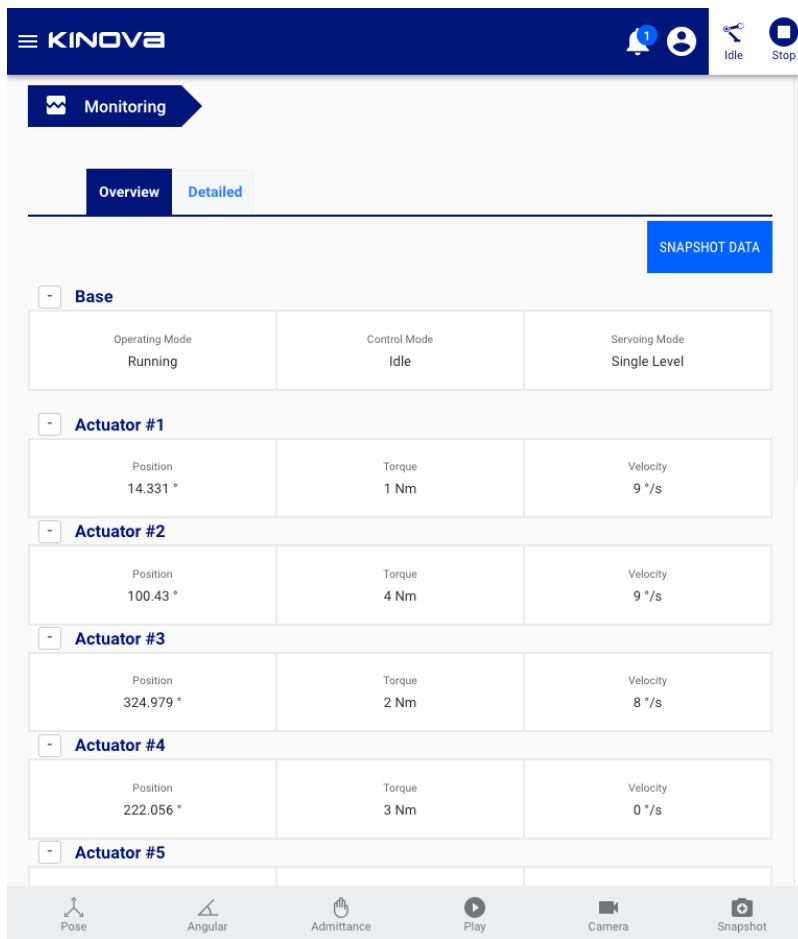 KINOVA
1
Idle
Stop
Monitoring
Overview Detailed
SNAPSHOT DATA
- Base
Operating Mode Control Mode Servoing Mode
Running Idle Single Level
- Actuator #1
Position Torque Velocity
14.331 ° 1 Nm 9 °/s
- Actuator #2
Position Torque Velocity
100.43 ° 4 Nm 9 °/s
- Actuator #3
Position Torque Velocity
324.979 ° 2 Nm 8 °/s
- Actuator #4
Position Torque Velocity
222.056 ° 3 Nm 0 °/s
- Actuator #5
Pose Angular Admittance Play Camera Snapshot